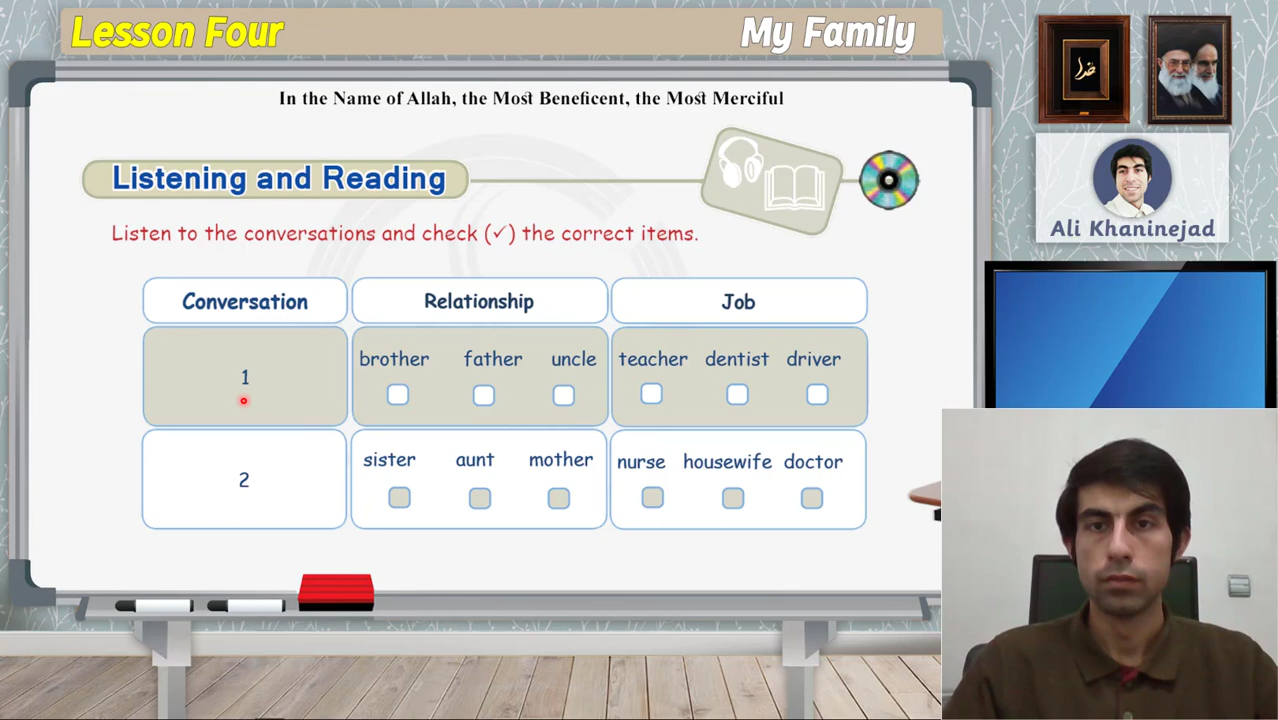 Lesson Four
My Family
In the Name of Allah, the Most Beneficent, the Most Merciful
خدا
Listening and Reading
Ali Khaninejad
Listen to the conversations and check (✓) the correct items.
Conversation Relationship Job
1
brother father uncle
teacher dentist driver
2
sister aunt mother
nurse housewife doctor